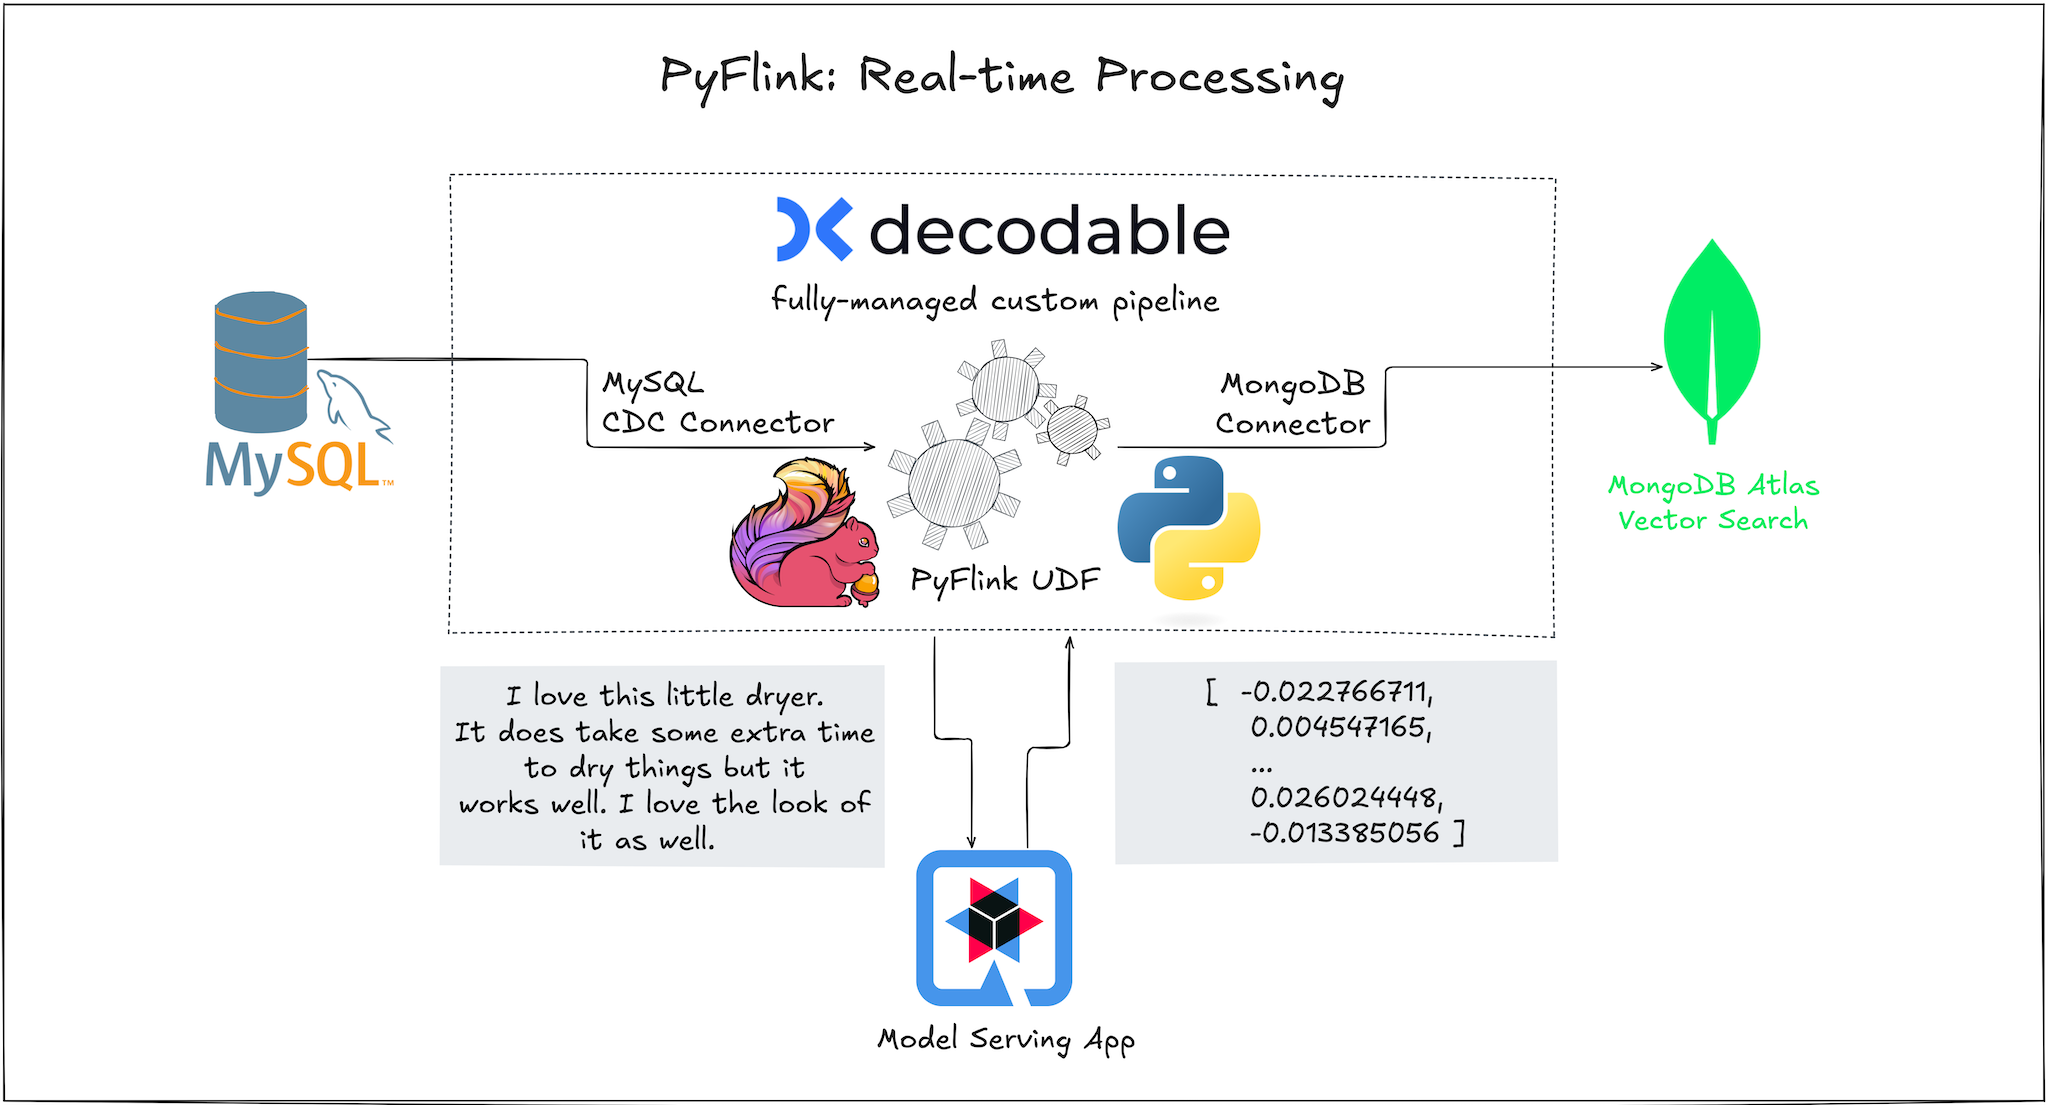 PyFlink: Real-time Processing
decodable
fully-managed custom pipeline
MySQL
CDC Connector
MongoDB
Connector
MySQL™
PyFlink UDF
MongoDB Atlas
Vector Search
I love this little dryer.
It does take some extra time
to dry things but it
works well. I love the look of
it as well.
[ -0.022766711,
0.004547165,
...
0.026024448,
-0.013385056 ]
Model Serving App